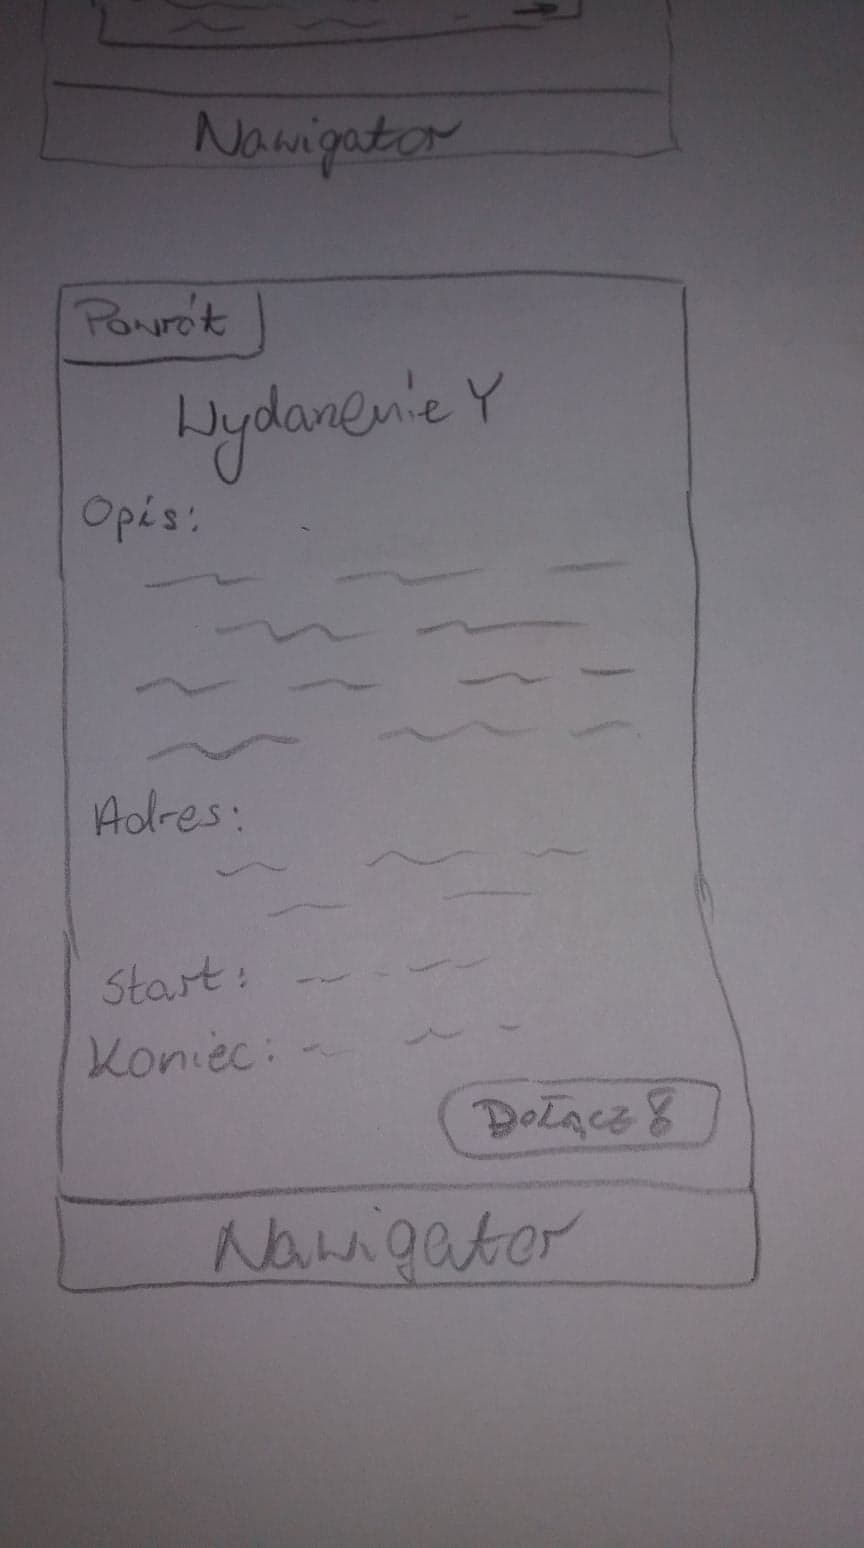 Nawigator
Powrót
Wydarzenie Y
Opis:
Adres:
Start:
Koniec:
Dołącz
Nawigator